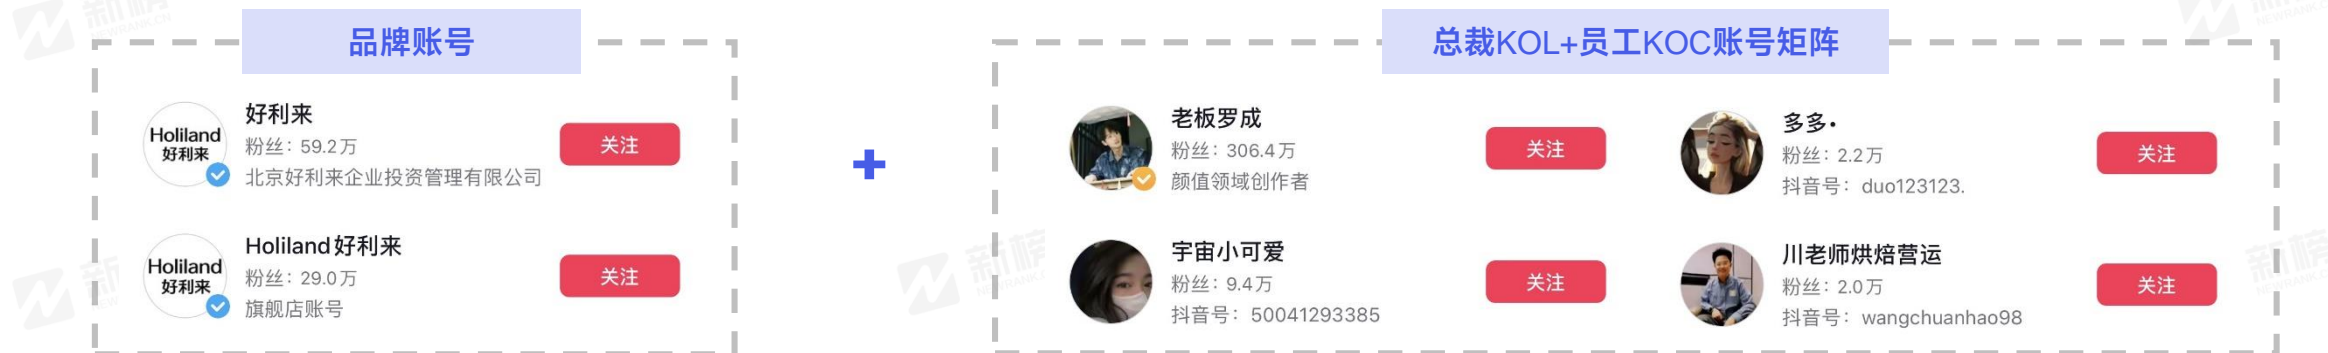 品牌账号
Holiland
好利来
好利来
粉丝：59.2万
北京好利来企业投资管理有限公司
关注
Holiland
好利来
Holiland好利来
粉丝：29.0万
旗舰店账号
关注
+
总裁KOL+员工KOC账号矩阵
老板罗成
粉丝：306.4万
颜值领域创作者
关注
多多•
粉丝：2.2万
抖音号：duo123123.
关注
宇宙小可爱
粉丝：9.4万
抖音号：50041293385
关注
川老师烘焙营运
粉丝：2.0万
抖音号：wangchuanhao98
关注
新榜
NEWRANK.CN